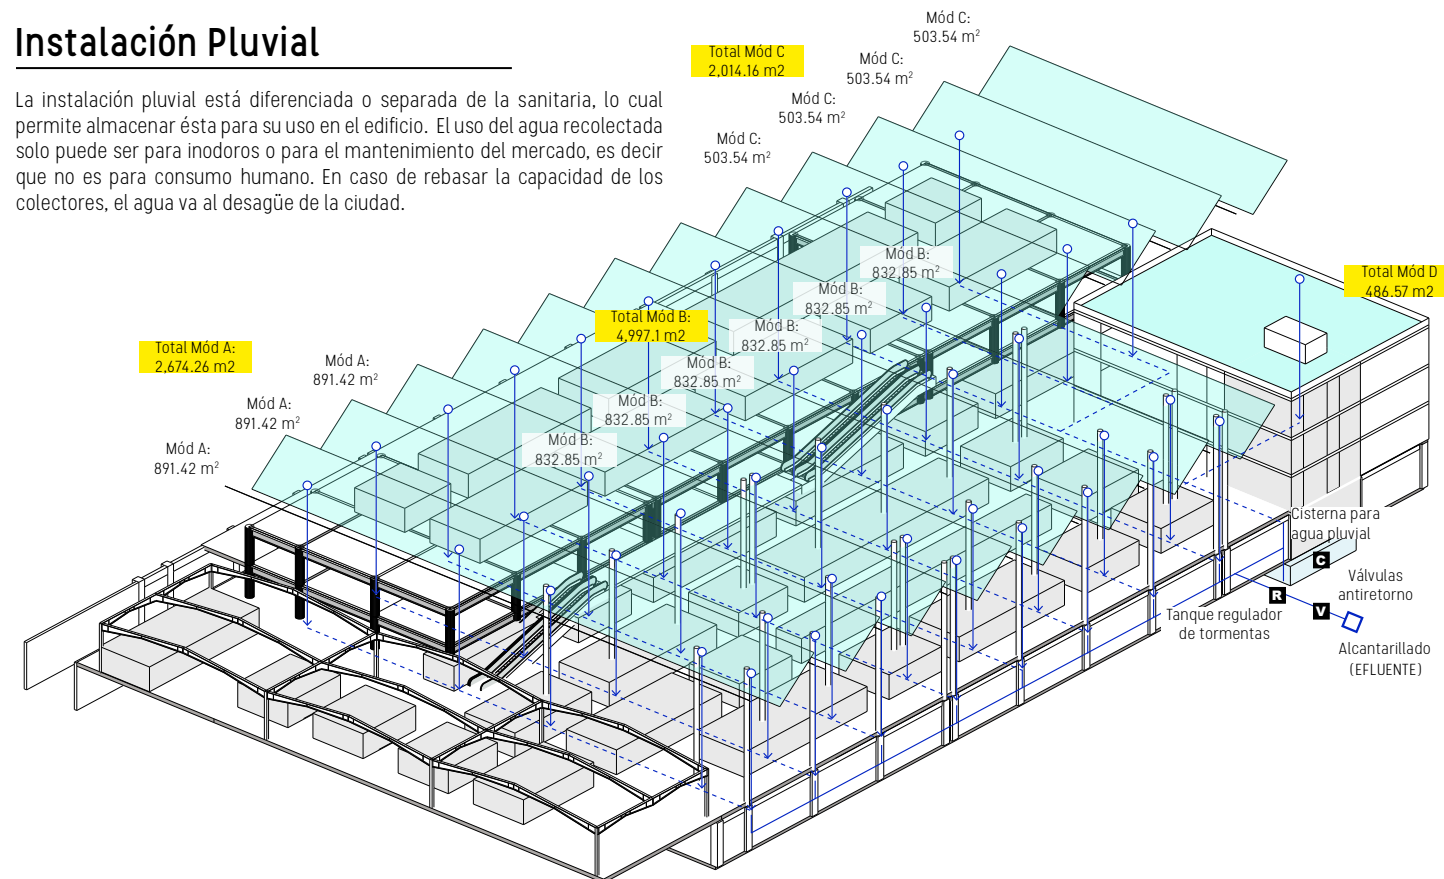 Instalación Pluvial
La instalación pluvial está diferenciada o separada de la sanitaria, lo cual
permite almacenar ésta para su uso en el edificio. El uso del agua recolectada
solo puede ser para inodoros o para el mantenimiento del mercado, es decir
que no es para consumo humano. En caso de rebasar la capacidad de los
colectores, el agua va al desagüe de la ciudad.
Mód C:
503.54 m²
Total Mód C
2,014.16 m2
Mód C:
503.54 m²
Mód C:
503.54 m²
Mód C:
503.54 m²
Mód B:
832.85 m²
Total Mód D
486.57 m2
Mód B:
832.85 m²
Total Mód B:
4,997.1 m2
Mód B:
832.85 m²
Total Mód A:
2,674.26 m2
Mód A:
891.42 m²
Mód B:
832.85 m²
Mód A:
891.42 m²
Mód B:
832.85 m²
Mód A:
891.42 m²
Mód B:
832.85 m²
Cisterna para
agua pluvial
C
Válvulas
antiretorno
R
V
Tanque regulador
de tormentas
Alcantarillado
(EFLUENTE)